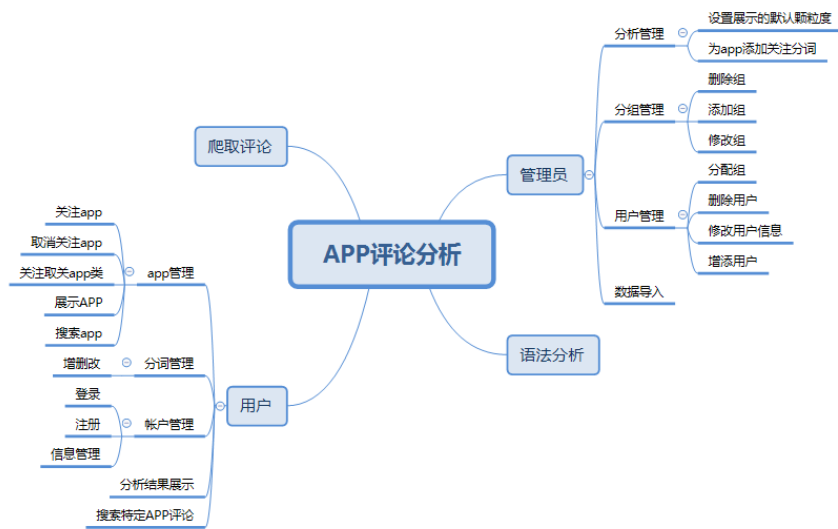 APP评论分析
管理员
分析管理
设置展示的默认颗粒度
为app添加关注分词
分组管理
删除组
添加组
修改组
用户管理
分配组
删除用户
修改用户信息
增添用户
数据导入
语法分析
爬取评论
用户
app管理
关注app
取消关注app
关注取关app类
展示APP
搜索app
分词管理
增删改
帐户管理
登录
注册
信息管理
分析结果展示
搜索特定APP评论